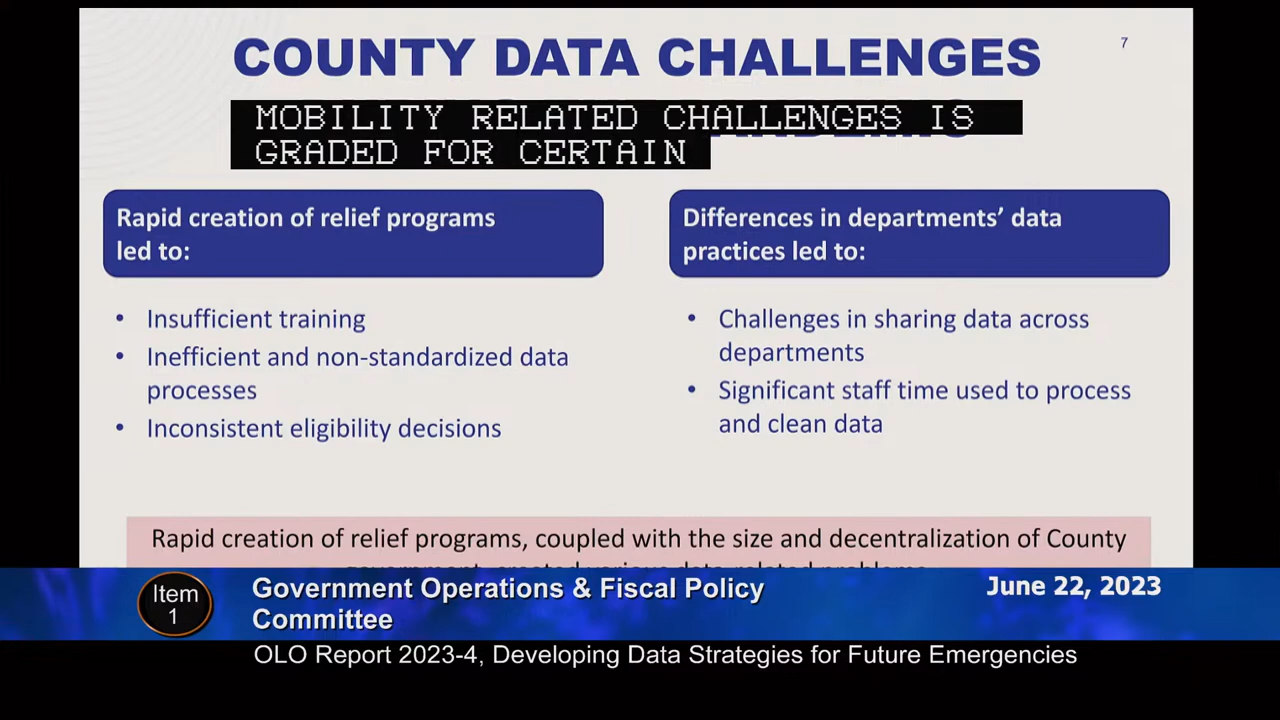 COUNTY DATA CHALLENGES
7
MOBILITY RELATED CHALLENGES IS
GRADED FOR CERTAIN
Rapid creation of relief programs
led to:
• Insufficient training
• Inefficient and non-standardized data
processes
• Inconsistent eligibility decisions
Differences in departments’ data
practices led to:
• Challenges in sharing data across
departments
• Significant staff time used to process
and clean data
Rapid creation of relief programs, coupled with the size and decentralization of County
Item
1
Government Operations & Fiscal Policy
Committee
June 22, 2023
OLO Report 2023-4, Developing Data Strategies for Future Emergencies